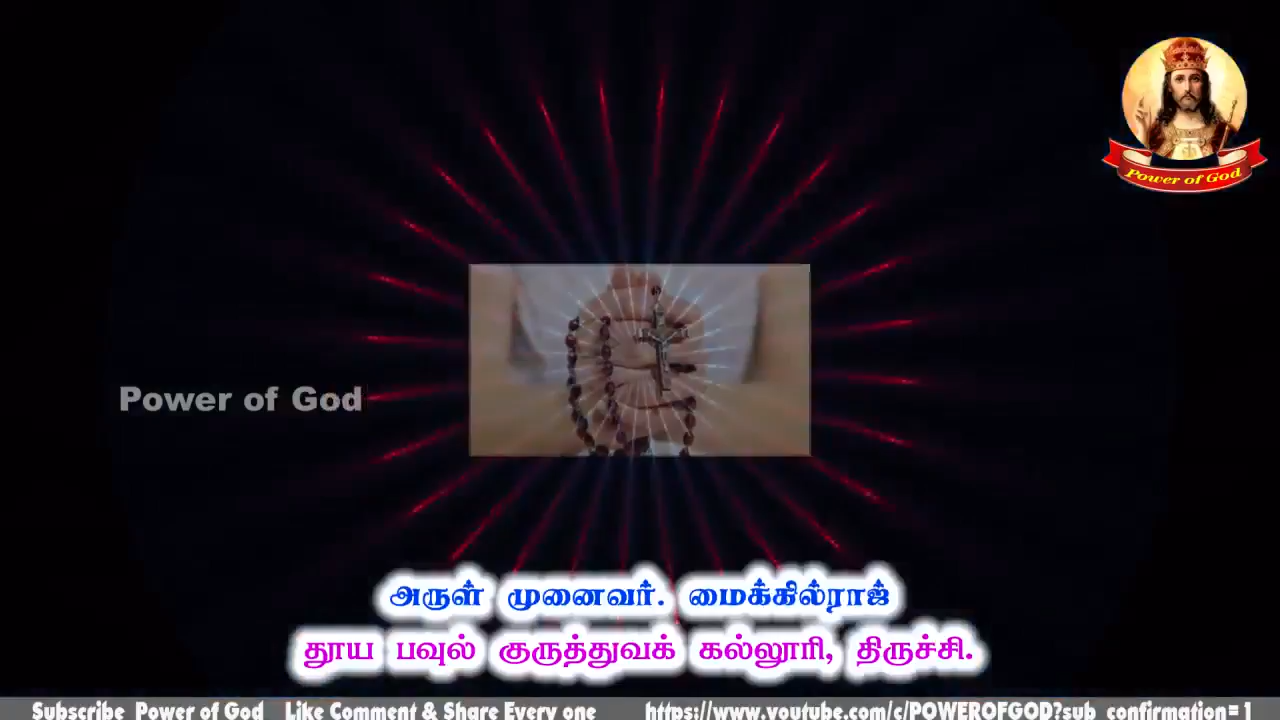 Power of God
Power of God
அருள் முனைவர். மைக்கில்ராஜ்
தூய பவுல் குருத்துவக் கல்லூரி, திருச்சி.
Subscribe Power of God Like Comment & Share Every one https://www.youtube.com/c/POWEROFGOD?sub_confirmation=1